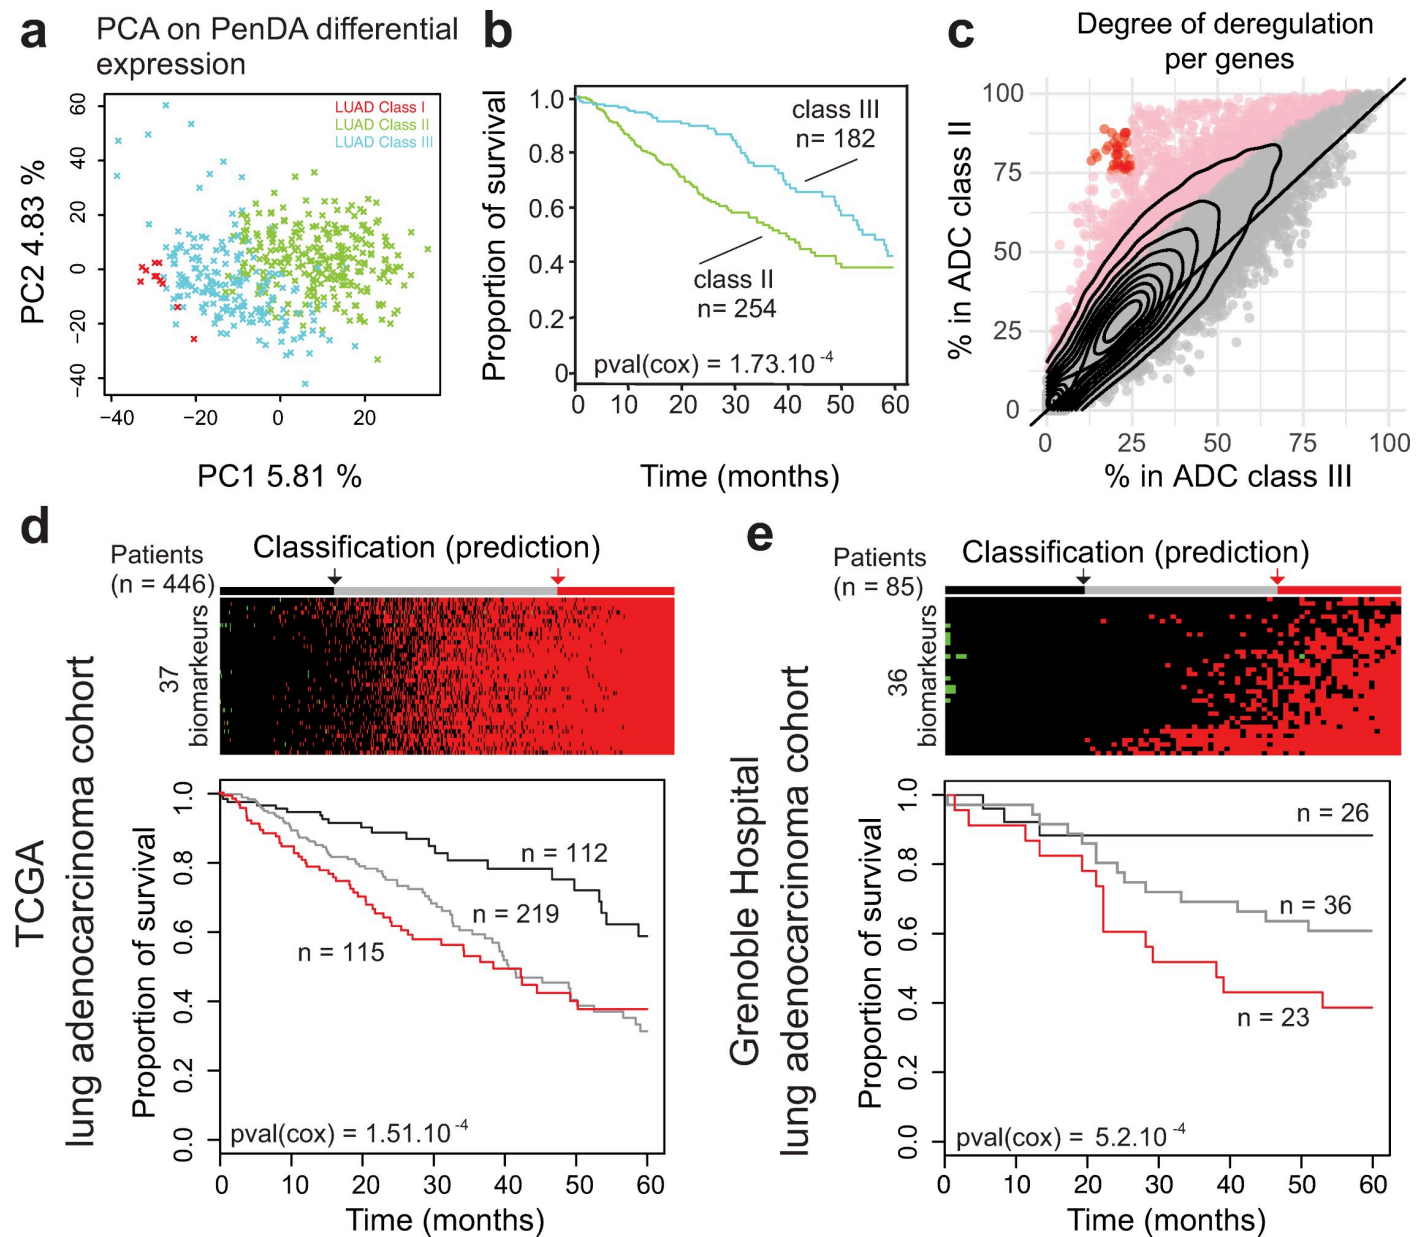 a
PCA on PenDA differential
expression
LUAD Class I
LUAD Class II
LUAD Class III
60
40
20
0
−20
−40
PC2 4.83 %
−40
−20
0
20
PC1 5.81 %
b
1.0
0.8
0.6
0.4
0.2
0
Proportion of survival
class III
n= 182
class II
n= 254
pval(cox) = 1.73.10 -4
0
10
20
30
40
50
60
Time (months)
c
Degree of deregulation
per genes
100
75
50
25
0
% in ADC class II
0
25
50
75
100
% in ADC class III
d
Patients
(n = 446)
Classification (prediction)
37
biomarkeurs
TCGA
lung adenocarcinoma cohort
1.0
0.8
0.6
0.4
0.2
0.0
Proportion of survival
n = 112
n = 219
n = 115
pval(cox) = 1.51.10 -4
0
10
20
30
40
50
60
Time (months)
e
Patients
(n = 85)
Classification (prediction)
36
biomarkeurs
Grenoble Hospital
lung adenocarcinoma cohort
1.0
0.8
0.6
0.4
0.2
0.0
Proportion of survival
n = 26
n = 36
n = 23
pval(cox) = 5.2.10 -4
0
10
20
30
40
50
60
Time (months)